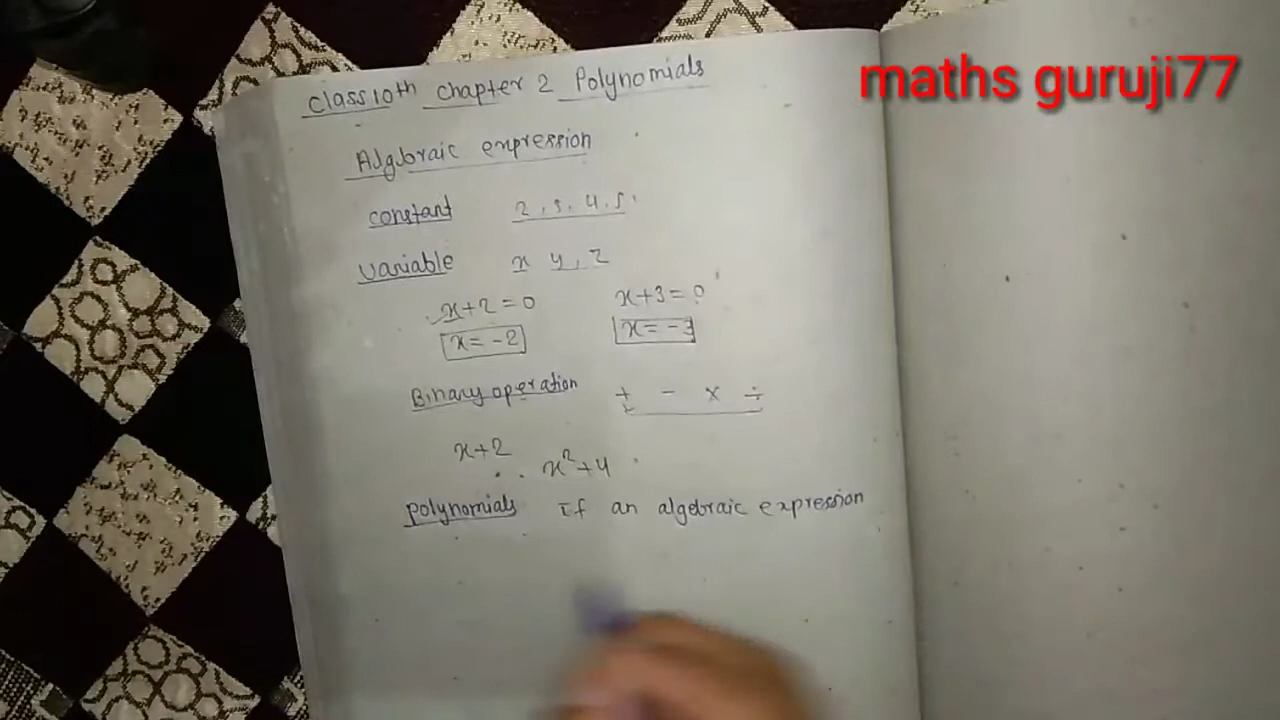 maths guruji77
Class 10th Chapter 2 Polynomials
Algebraic expression
constant 2, 3, 4, 5,
variable x y, z
x+2=0 x+3=0
x=-2 x=-3
Binary operation + - × ÷
x+2
x²+4
Polynomials If an algebraic expression